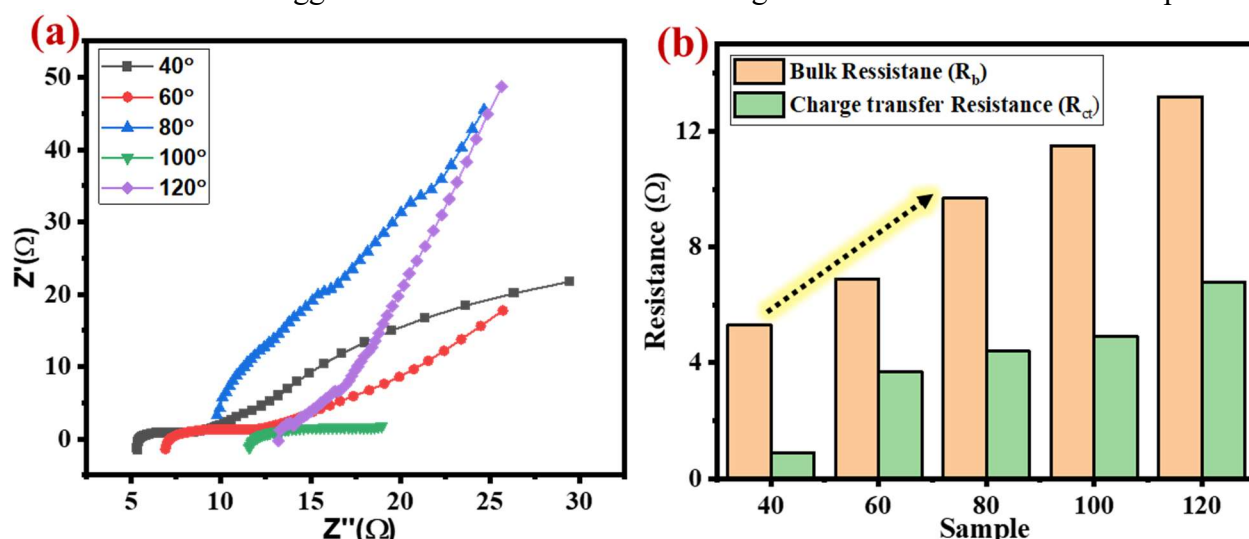 (a)
40°
60°
80°
100°
120°
50
40
30
20
10
0
Z'(Ω)
5 10 15 20 25 30
Z''(Ω)
(b)
Bulk Ressistane (Rb)
Charge transfer Resistance (Rct)
12
8
4
0
Resistance (Ω)
40 60 80 100 120
Sample